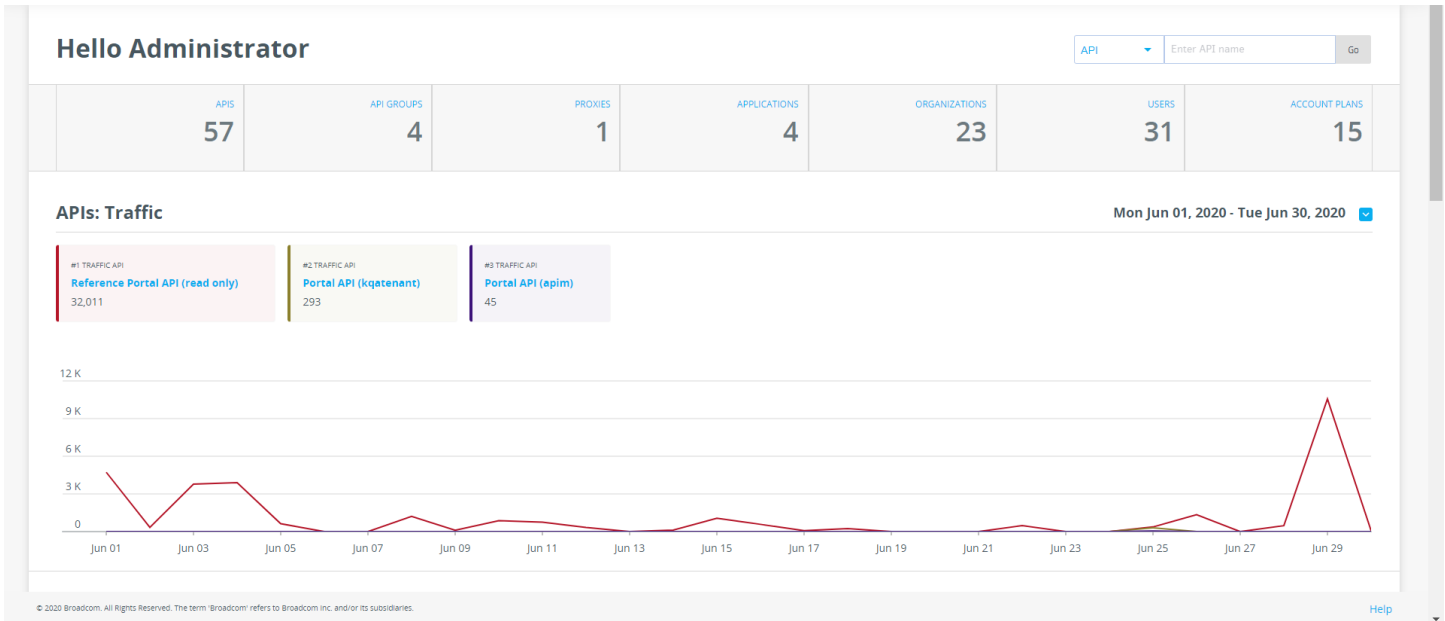 Hello Administrator
API
Enter API name
Go
APIS
API GROUPS
PROXIES
APPLICATIONS
ORGANIZATIONS
USERS
ACCOUNT PLANS
57
4
1
4
23
31
15
APIs: Traffic
Mon Jun 01, 2020 - Tue Jun 30, 2020
#1 TRAFFIC API
Reference Portal API (read only)
32,011
#2 TRAFFIC API
Portal API (kqatenant)
293
#3 TRAFFIC API
Portal API (apim)
45
12 K
9 K
6 K
3 K
0
Jun 01
Jun 03
Jun 05
Jun 07
Jun 09
Jun 11
Jun 13
Jun 15
Jun 17
Jun 19
Jun 21
Jun 23
Jun 25
Jun 27
Jun 29
© 2020 Broadcom. All Rights Reserved. The term 'Broadcom' refers to Broadcom Inc. and/or its subsidiaries.
Help